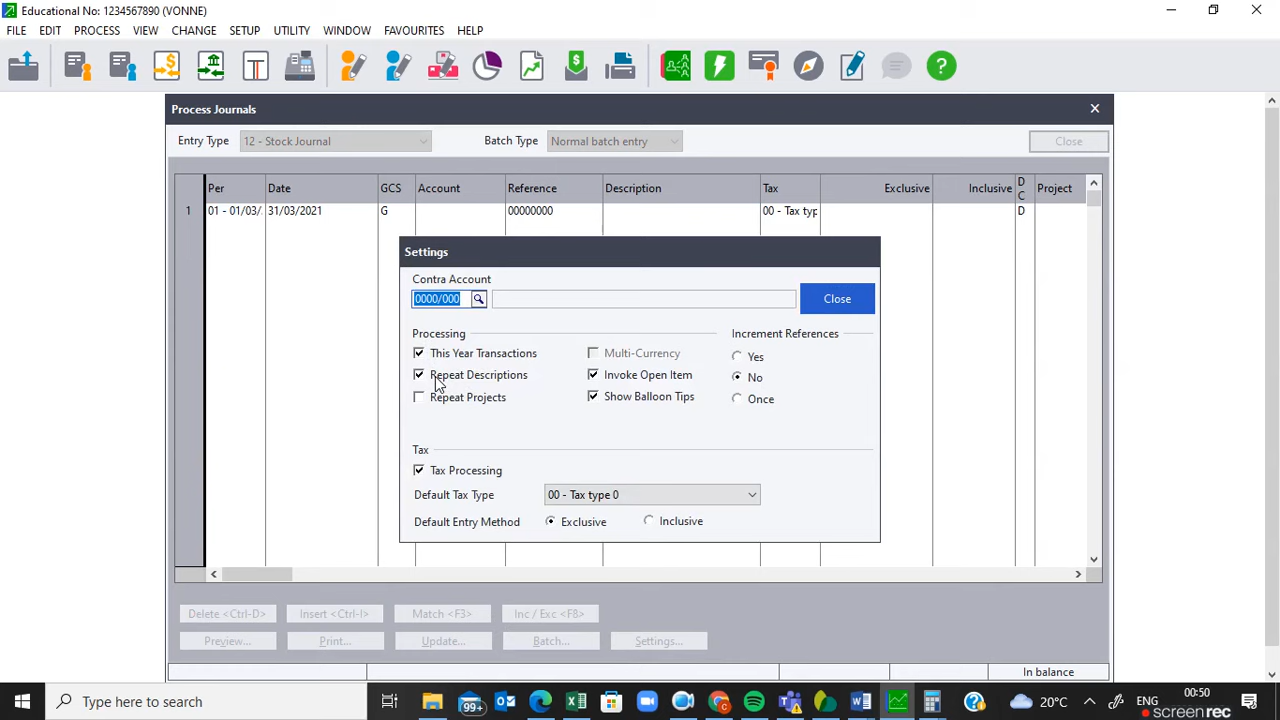 Educational No: 1234567890 (VONNE)
FILE EDIT PROCESS VIEW CHANGE SETUP UTILITY WINDOW FAVOURITES HELP
Process Journals
Entry Type 12 - Stock Journal Batch Type Normal batch entry Close
Per Date GCS Account Reference Description Tax Exclusive Inclusive D C Project
1 01 - 01/03/ 31/03/2021 G 00000000 00 - Tax typ D
Settings
Contra Account
0000/000 Close
Processing Increment References
This Year Transactions Multi-Currency Yes
Repeat Descriptions Invoke Open Item No
Repeat Projects Show Balloon Tips Once
Tax
Tax Processing
Default Tax Type 00 - Tax type 0
Default Entry Method Exclusive Inclusive
Delete <Ctrl-D> Insert <Ctrl-I> Match <F3> Inc / Exc <F8>
Preview... Print... Update... Batch... Settings...
In balance
Type here to search 99+ 20°C ENG 00:50
screenrec